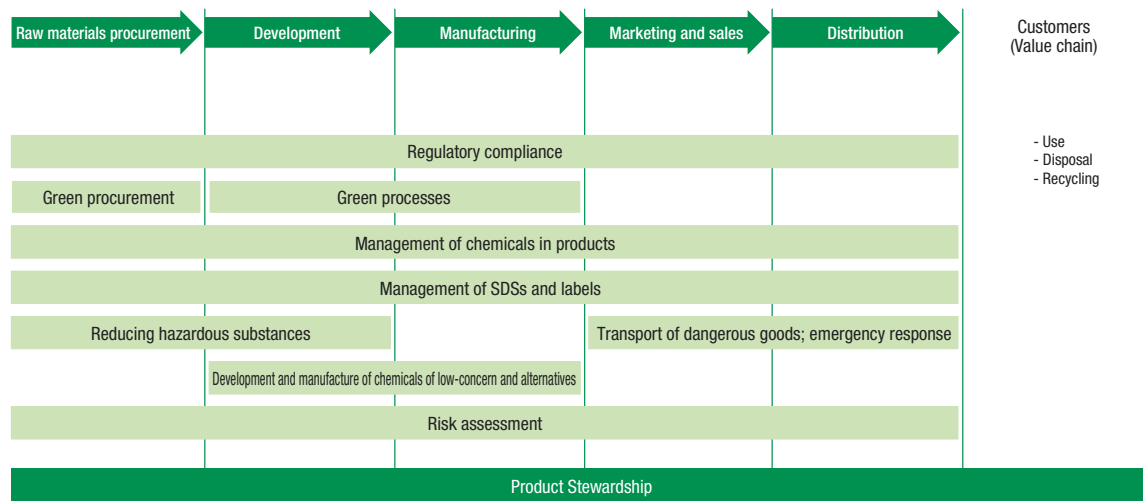 Raw materials procurement
Development
Manufacturing
Marketing and sales
Distribution
Customers
(Value chain)
Regulatory compliance
- Use
- Disposal
- Recycling
Green procurement
Green processes
Management of chemicals in products
Management of SDSs and labels
Reducing hazardous substances
Transport of dangerous goods; emergency response
Development and manufacture of chemicals of low-concern and alternatives
Risk assessment
Product Stewardship